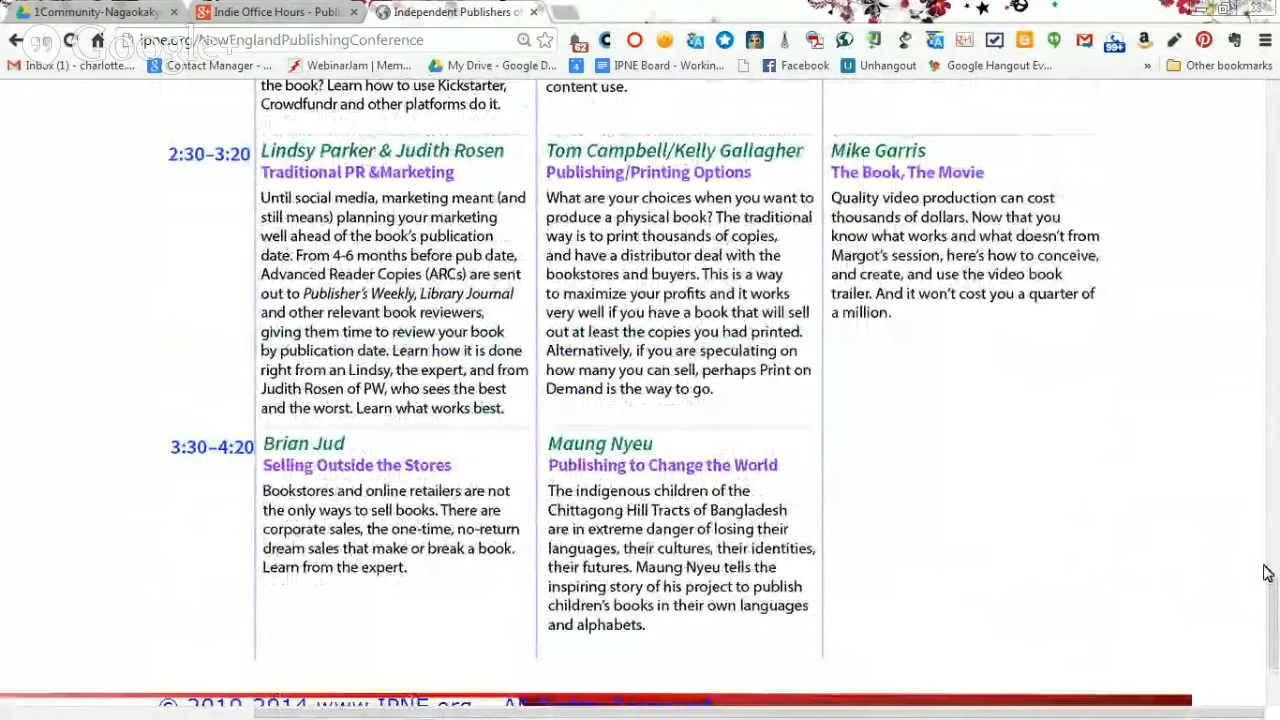 1Community-Nagaokaky
Indie Office Hours - Publ
Independent Publishers o
Google+
ipne.org/NewEnglandPublishingConference
62
99+
Inbox (1) - charlotte....
Contact Manager - ...
WebinarJam | Mem...
My Drive - Google D...
4
IPNE Board - Workin...
Facebook
Unhangout
Google Hangout Ev...
»
Other bookmarks
the book? Learn how to use Kickstarter,
Crowdfundr and other platforms do it.
content use.
2:30–3:20
Lindsy Parker & Judith Rosen
Traditional PR &Marketing
Until social media, marketing meant (and
still means) planning your marketing
well ahead of the book's publication
date. From 4-6 months before pub date,
Advanced Reader Copies (ARCs) are sent
out to Publisher's Weekly, Library Journal
and other relevant book reviewers,
giving them time to review your book
by publication date. Learn how it is done
right from an Lindsy, the expert, and from
Judith Rosen of PW, who sees the best
and the worst. Learn what works best.
Tom Campbell/Kelly Gallagher
Publishing/Printing Options
What are your choices when you want to
produce a physical book? The traditional
way is to print thousands of copies,
and have a distributor deal with the
bookstores and buyers. This is a way
to maximize your profits and it works
very well if you have a book that will sell
out at least the copies you had printed.
Alternatively, if you are speculating on
how many you can sell, perhaps Print on
Demand is the way to go.
Mike Garris
The Book, The Movie
Quality video production can cost
thousands of dollars. Now that you
know what works and what doesn't from
Margot's session, here's how to conceive,
and create, and use the video book
trailer. And it won't cost you a quarter of
a million.
3:30–4:20
Brian Jud
Selling Outside the Stores
Bookstores and online retailers are not
the only ways to sell books. There are
corporate sales, the one-time, no-return
dream sales that make or break a book.
Learn from the expert.
Maung Nyeu
Publishing to Change the World
The indigenous children of the
Chittagong Hill Tracts of Bangladesh
are in extreme danger of losing their
languages, their cultures, their identities,
their futures. Maung Nyeu tells the
inspiring story of his project to publish
children's books in their own languages
and alphabets.
© 2010-2014 www.IPNE.org All Rights Reserved